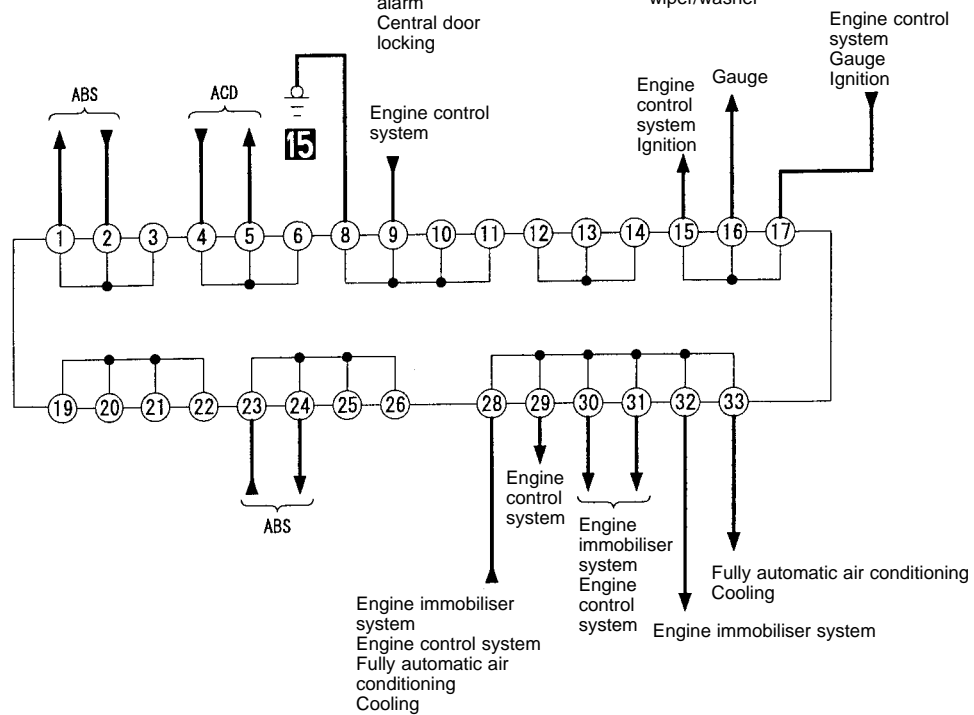 alarm
Central door
locking
wiper/washer
Engine control
system
Gauge
Ignition
ABS
ACD
15
Engine control
system
Engine
control
system
Ignition
Gauge
1 2 3 4 5 6 8 9 10 11 12 13 14 15 16 17
19 20 21 22 23 24 25 26 28 29 30 31 32 33
ABS
Engine
control
system
Engine
immobiliser
system
Engine
control
system
Fully automatic air conditioning
Cooling
Engine immobiliser system
Engine immobiliser
system
Engine control system
Fully automatic air
conditioning
Cooling